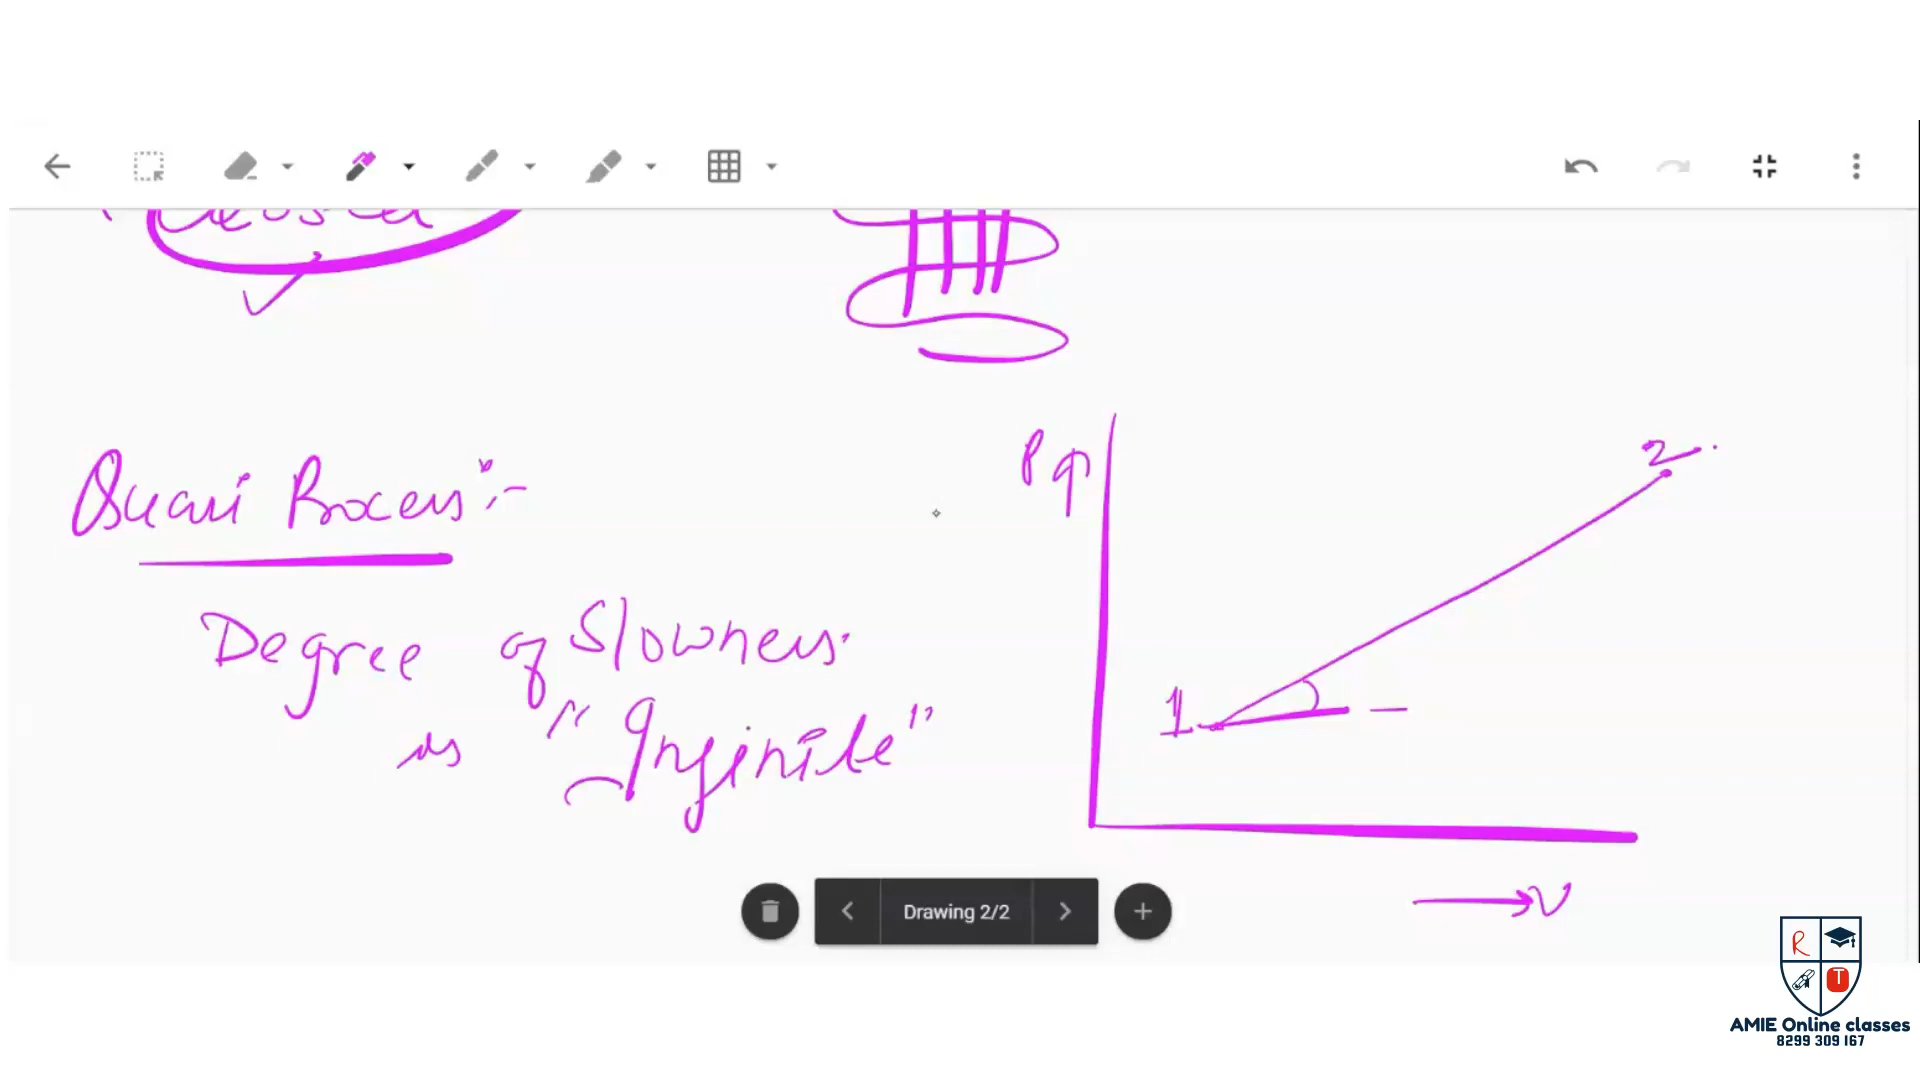 Quasi Process :-
Degree of Slowness
is "Infinite"
P
2
1
V
Drawing 2/2
R
T
AMIE Online classes
8299 309 167